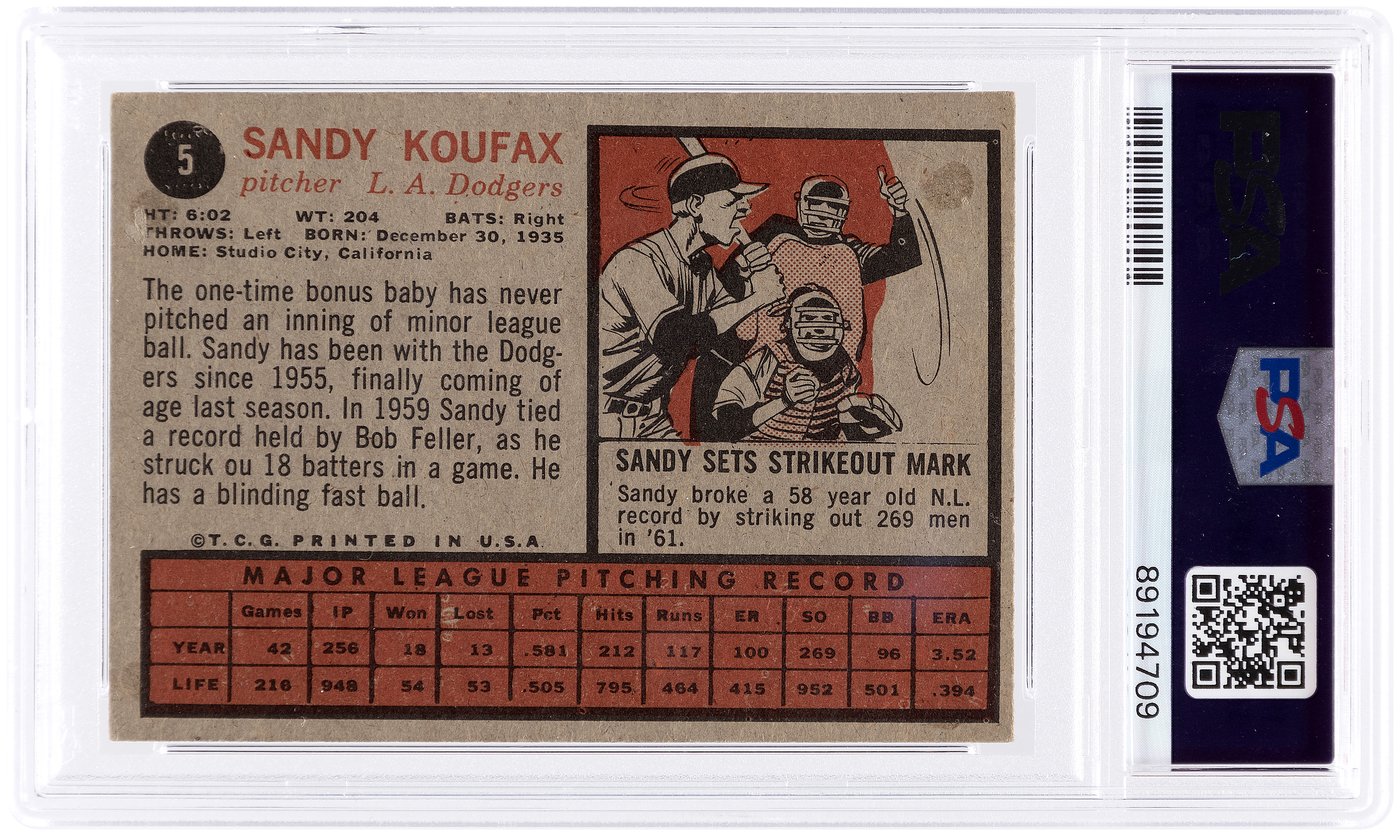 5
SANDY KOUFAX
pitcher L. A. Dodgers
HT: 6:02 WT: 204 BATS: Right
THROWS: Left BORN: December 30, 1935
HOME: Studio City, California
The one-time bonus baby has never
pitched an inning of minor league
ball. Sandy has been with the Dodg-
ers since 1955, finally coming of
age last season. In 1959 Sandy tied
a record held by Bob Feller, as he
struck ou 18 batters in a game. He
has a blinding fast ball.
©T.C.G. PRINTED IN U.S.A
SANDY SETS STRIKEOUT MARK
Sandy broke a 58 year old N.L.
record by striking out 269 men
in '61.
MAJOR LEAGUE PITCHING RECORD
Games IP Won Lost Pct Hits Runs ER SO BB ERA
YEAR 42 256 18 13 .581 212 117 100 269 96 3.52
LIFE 216 948 54 53 .505 795 464 415 952 501 .394
PSA
PSA
89194709